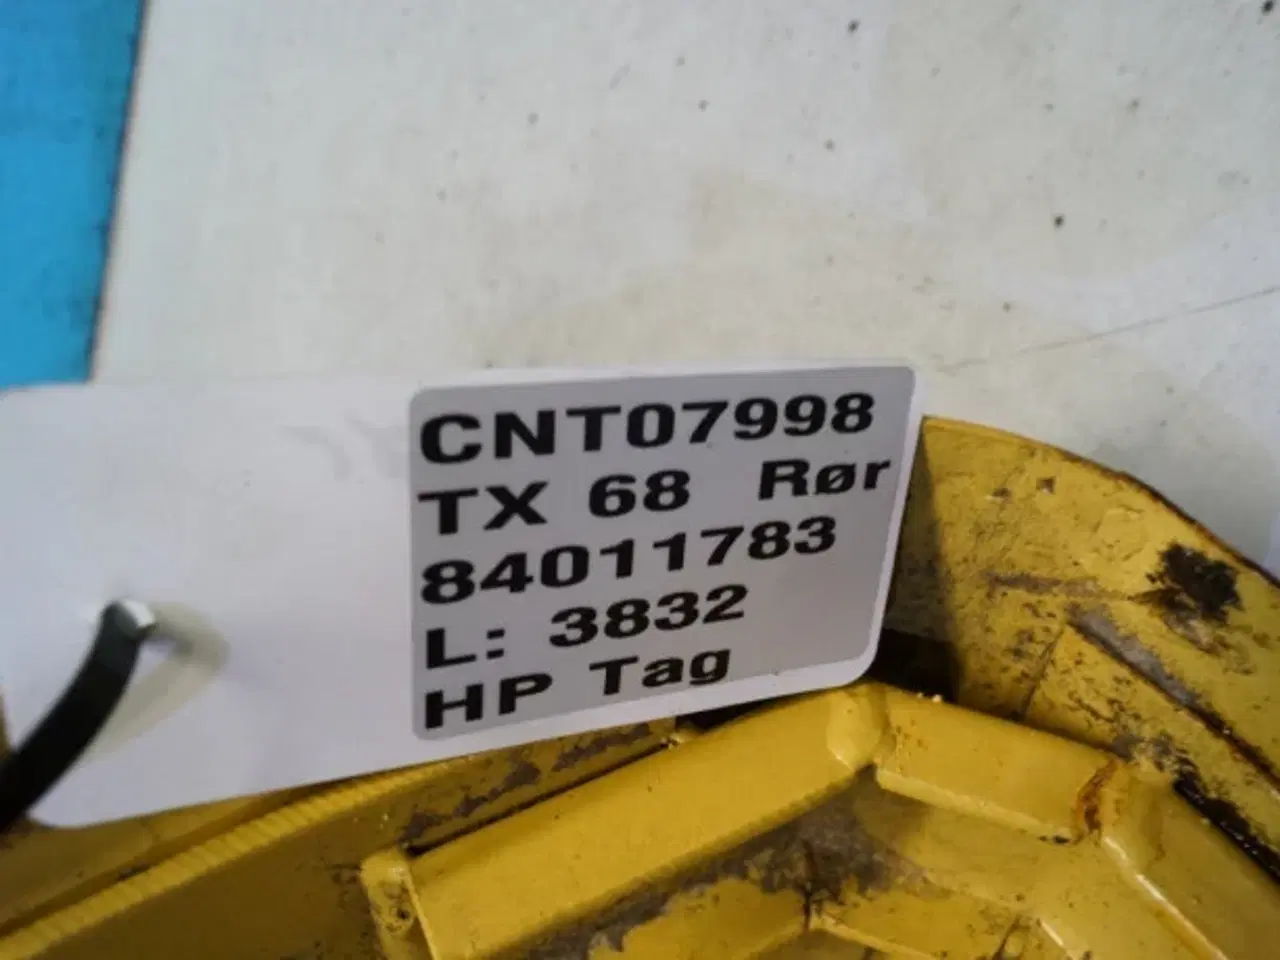 CNT07998
TX 68 Rør
84011783
L: 3832
HP Tag